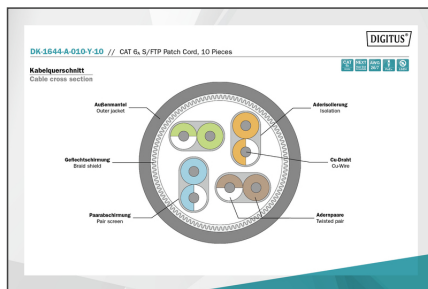 DIGITUS®
DK-1644-A-010-Y-10 // CAT 6A S/FTP Patch Cord, 10 Pieces
Kabelquerschnitt
Cable cross section
Außenmantel
Outer jacket
Aderisolierung
Isolation
Geflechtschirmung
Braid shield
Cu-Draht
Cu-Wire
Paarabschirmung
Pair screen
Adernpaare
Twisted pair